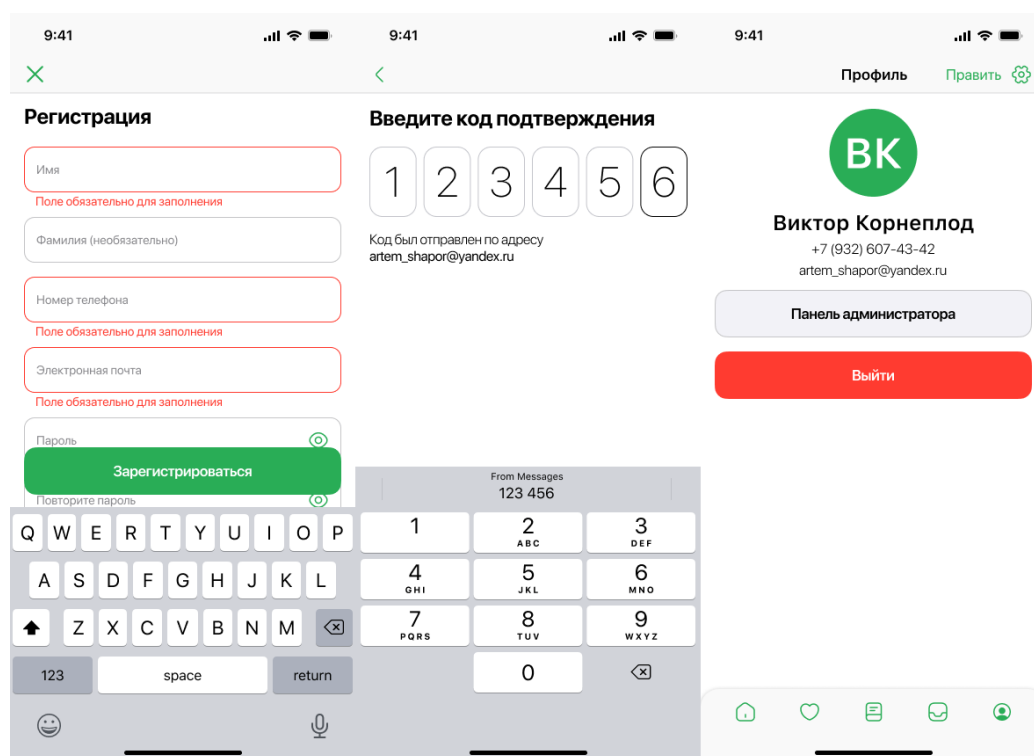 9:41
Регистрация
Имя
Поле обязательно для заполнения
Фамилия (необязательно)
Номер телефона
Поле обязательно для заполнения
Электронная почта
Поле обязательно для заполнения
Пароль
Зарегистрироваться
Повторите пароль
Q W E R T Y U I O P
A S D F G H J K L
Z X C V B N M
123 space return
9:41
Введите код подтверждения
1 2 3 4 5 6
Код был отправлен по адресу
artem_shapor@yandex.ru
From Messages
123 456
1 2 3
ABC DEF
4 5 6
GHI JKL MNO
7 8 9
PQRS TUV WXYZ
0
9:41
Профиль Править
ВК
Виктор Корнеплод
+7 (932) 607-43-42
artem_shapor@yandex.ru
Панель администратора
Выйти